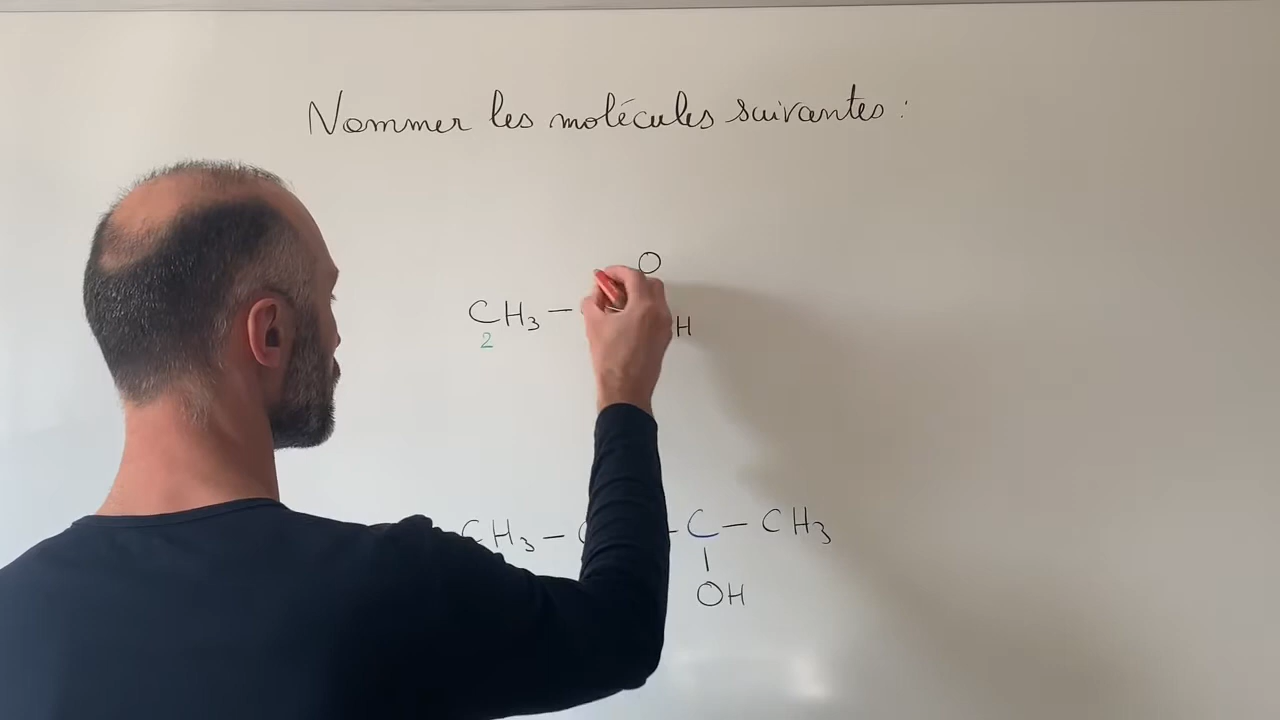 Nommer les molécules suivantes :
O
CH3 – H
2
CH3 – – C – CH3
OH